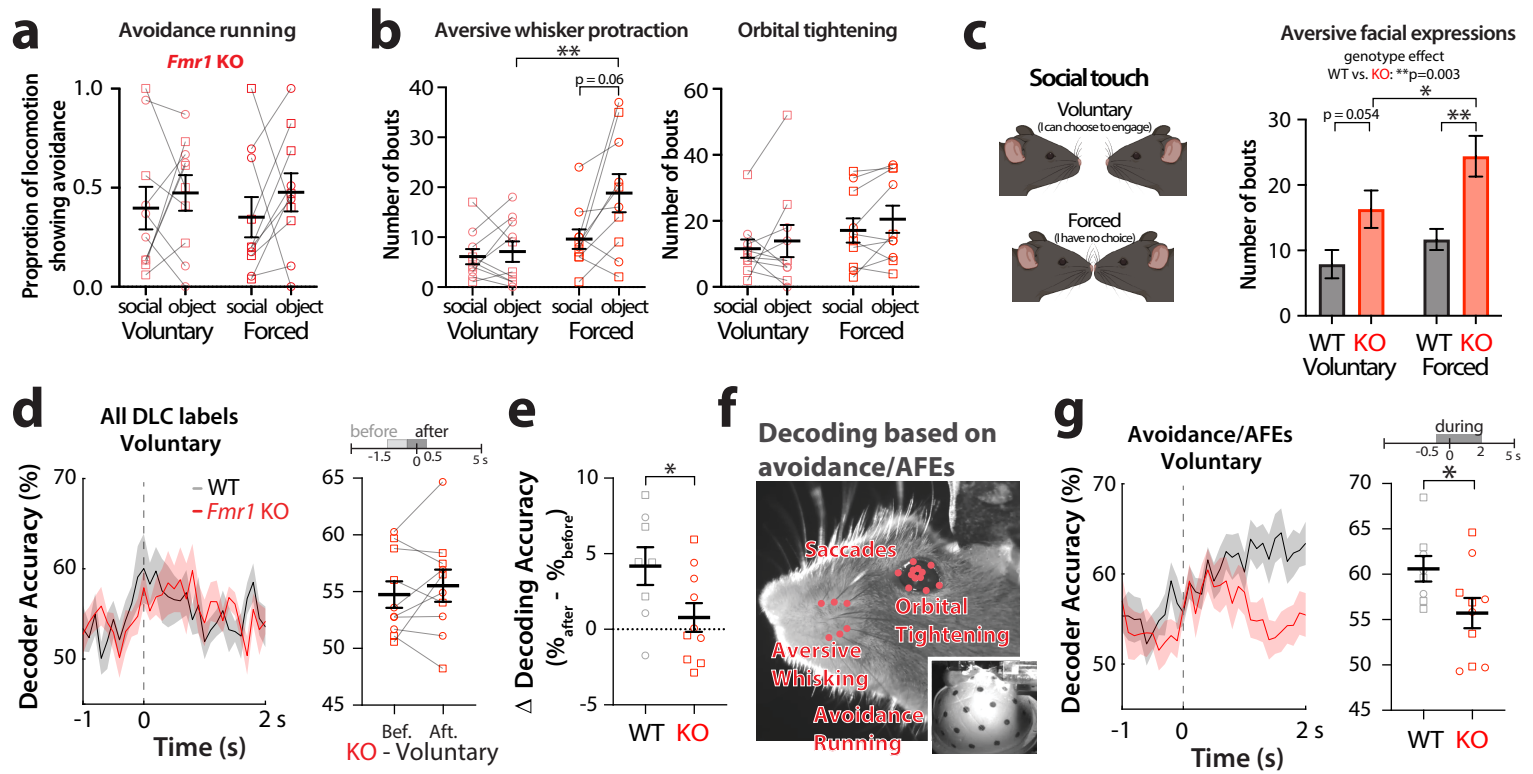 a
Avoidance running
Fmr1 KO
Proprotion of locomotion
showing avoidance
1.0
0.5
0.0
social object social object
Voluntary Forced
b
Aversive whisker protraction
**
p = 0.06
Number of bouts
40
30
20
10
0
social object social object
Voluntary Forced
Orbital tightening
Number of bouts
60
40
20
0
social object social object
Voluntary Forced
c
Social touch
Voluntary
(I can choose to engage)
Forced
(I have no choice)
Aversive facial expressions
genotype effect
WT vs. KO: **p=0.003
*
p = 0.054
**
Number of bouts
30
20
10
0
WT KO WT KO
Voluntary Forced
d
All DLC labels
Voluntary
WT
Fmr1 KO
Decoder Accuracy (%)
70
60
50
-1 0 2 s
Time (s)
before after
-1.5 0 0.5 5 s
65
60
55
50
45
Bef. Aft.
KO - Voluntary
e
Δ Decoding Accuracy
(%after - %before)
*
10
5
0
-5
WT KO
f
Decoding based on
avoidance/AFEs
Saccades
Orbital
Tightening
Aversive
Whisking
Avoidance
Running
g
Avoidance/AFEs
Voluntary
Decoder Accuracy (%)
70
60
50
-1 0 2 s
Time (s)
during
-0.5 0 2 5 s
*
70
65
60
55
50
45
WT KO